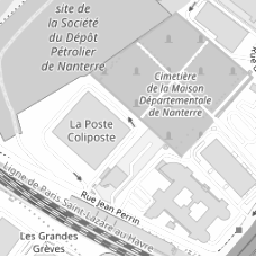 site de
la Société
du Dépôt
Pétrolier
de Nanterre
Cimetière
de la Maison
Départementale
de Nanterre
La Poste
Coliposte
Ligne de Paris-Saint-Lazare au Havre
Rue Jean Perrin
Les Grandes
Grèves